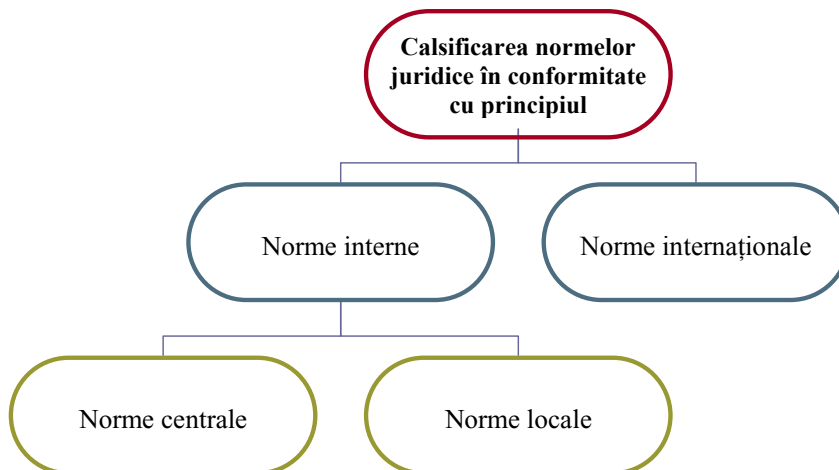 Calsificarea normelor
juridice în conformitate
cu principiul
Norme interne
Norme internaționale
Norme centrale
Norme locale